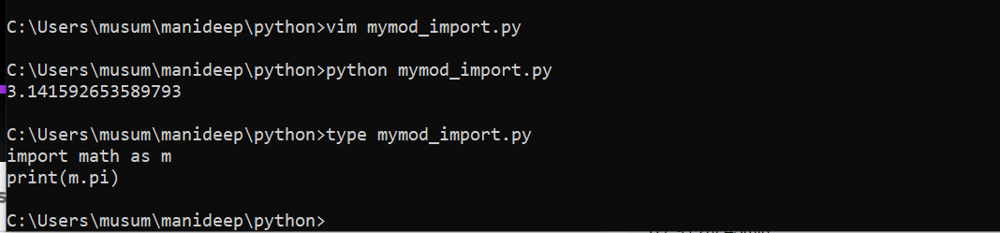 C:\Users\musum\manideep\python>vim mymod_import.py
C:\Users\musum\manideep\python>python mymod_import.py
3.141592653589793
C:\Users\musum\manideep\python>type mymod_import.py
import math as m
print(m.pi)
C:\Users\musum\manideep\python>